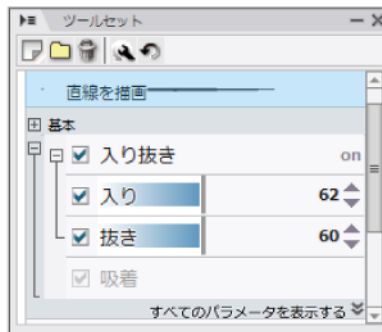 ツールセット
直線を描画
基本
入り抜き on
入り 62
抜き 60
吸着
すべてのパラメータを表示する